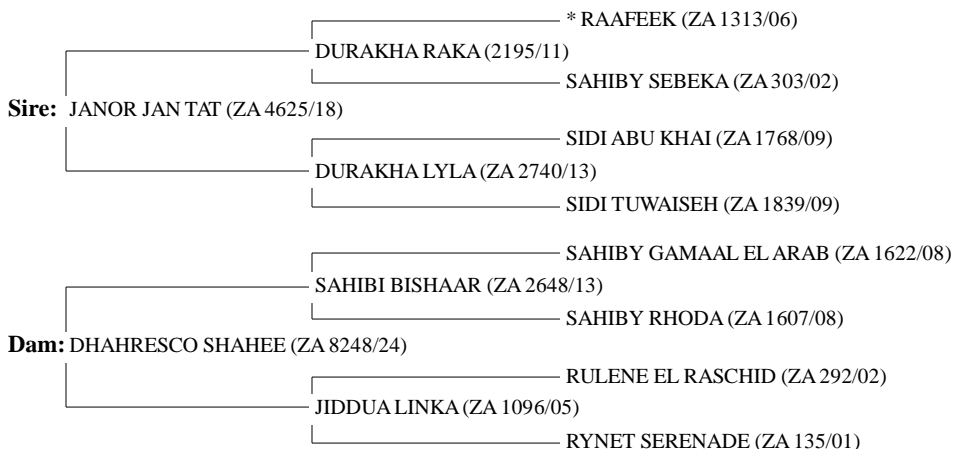 * RAAFEEK (ZA 1313/06)
DURAKHA RAKA (2195/11)
SAHIBY SEBEKA (ZA 303/02)
Sire: JANOR JAN TAT (ZA 4625/18)
SIDI ABU KHAI (ZA 1768/09)
DURAKHA LYLA (ZA 2740/13)
SIDI TUWAISEH (ZA 1839/09)
SAHIBY GAMAAL EL ARAB (ZA 1622/08)
SAHIBI BISHAAR (ZA 2648/13)
SAHIBY RHODA (ZA 1607/08)
Dam: DHAHRESCO SHAHEE (ZA 8248/24)
RULENE EL RASCHID (ZA 292/02)
JIDDUA LINKA (ZA 1096/05)
RYNET SERENADE (ZA 135/01)